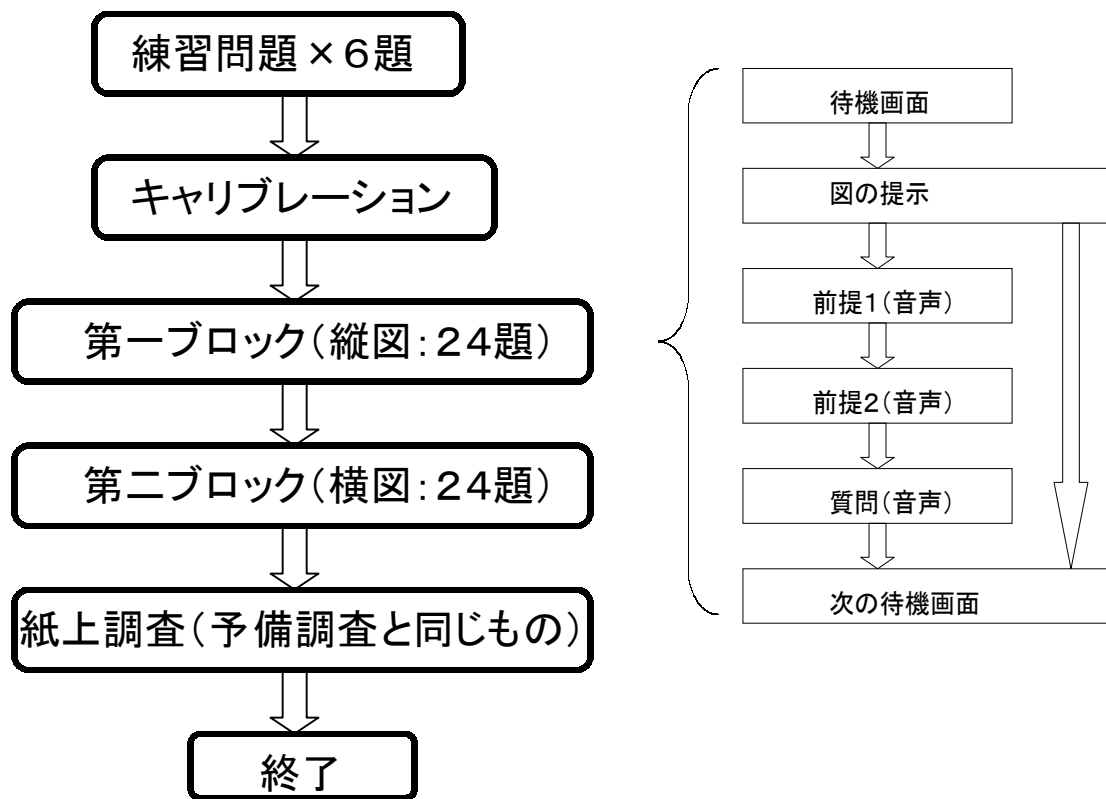 練習問題×6題
キャリブレーション
第一ブロック(縦図:24題)
第二ブロック(横図:24題)
紙上調査(予備調査と同じもの)
終了
待機画面
図の提示
前提1(音声)
前提2(音声)
質問(音声)
次の待機画面